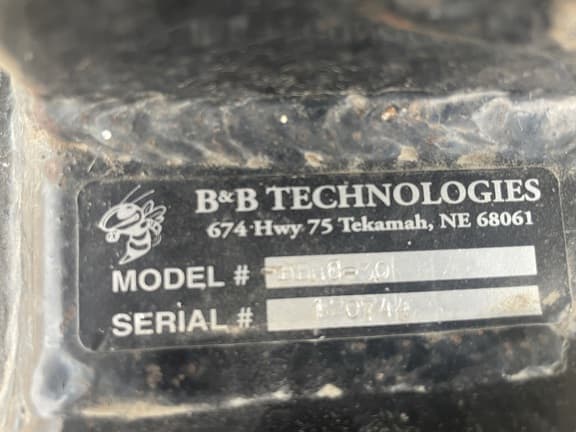 B&B TECHNOLOGIES
674 Hwy 75 Tekamah, NE 68061
MODEL #
SERIAL #